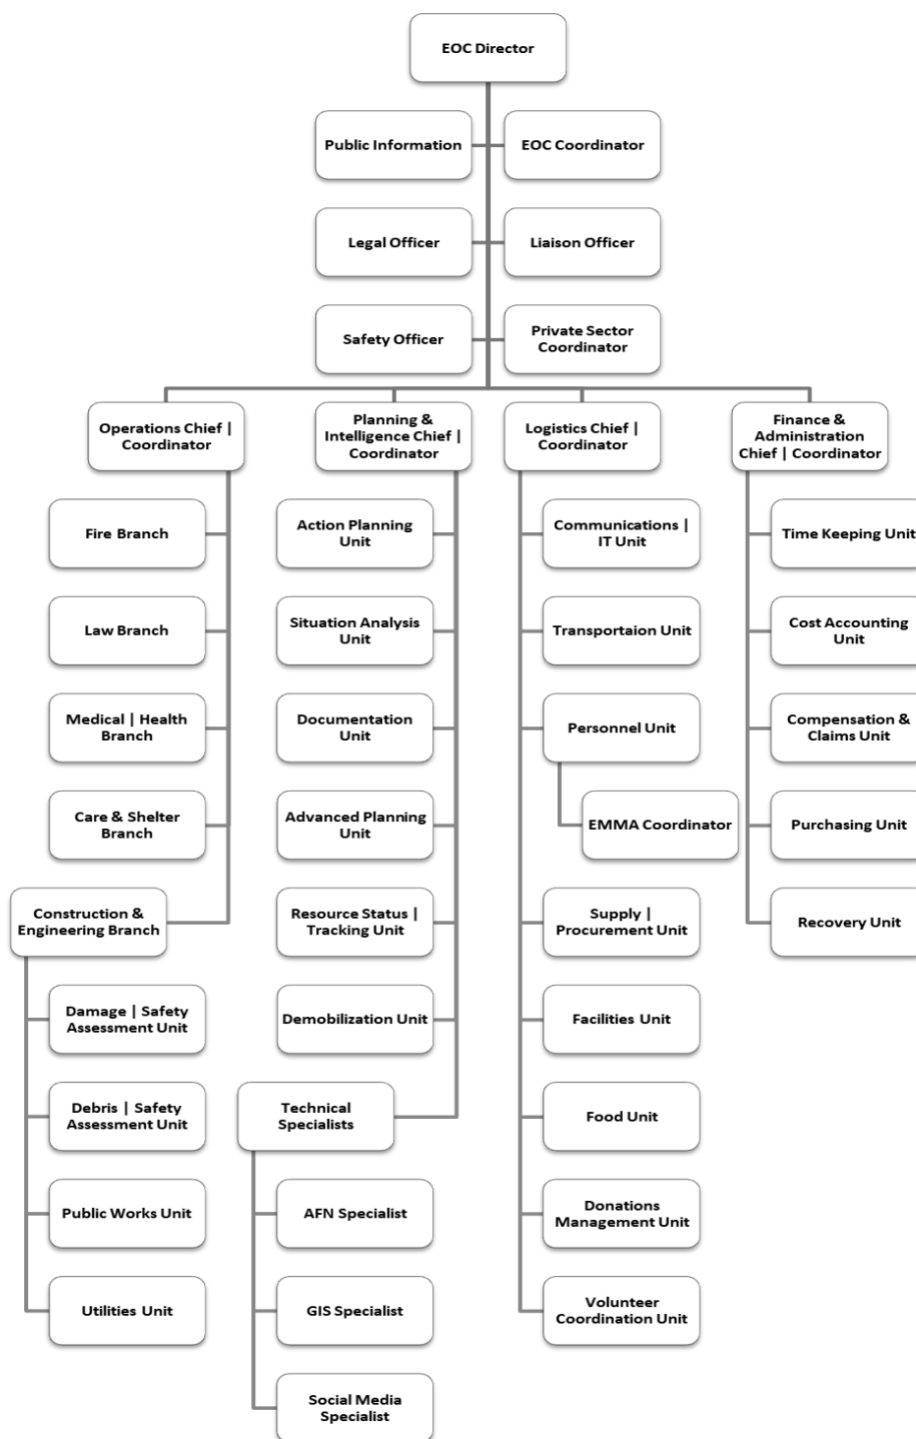 EOC Director
Public Information
EOC Coordinator
Legal Officer
Liaison Officer
Safety Officer
Private Sector
Coordinator
Operations Chief |
Coordinator
Planning &
Intelligence Chief |
Coordinator
Logistics Chief |
Coordinator
Finance &
Administration
Chief | Coordinator
Fire Branch
Action Planning
Unit
Communications |
IT Unit
Time Keeping Unit
Law Branch
Situation Analysis
Unit
Transportaion Unit
Cost Accounting
Unit
Medical | Health
Branch
Documentation
Unit
Personnel Unit
Compensation &
Claims Unit
Care & Shelter
Branch
Advanced Planning
Unit
EMMA Coordinator
Purchasing Unit
Construction &
Engineering Branch
Resource Status |
Tracking Unit
Supply |
Procurement Unit
Recovery Unit
Damage | Safety
Assessment Unit
Demobilization Unit
Facilities Unit
Debris | Safety
Assessment Unit
Technical
Specialists
Food Unit
Public Works Unit
AFN Specialist
Donations
Management Unit
Utilities Unit
GIS Specialist
Volunteer
Coordination Unit
Social Media
Specialist